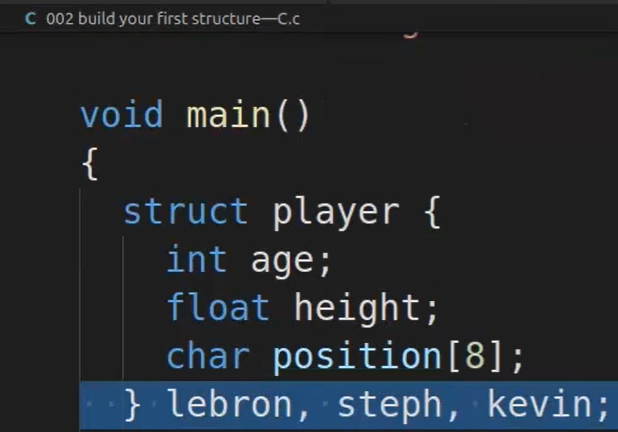 C 002 build your first structure—C.c
void main()
{
struct player {
int age;
float height;
char position[8];
} lebron, steph, kevin;